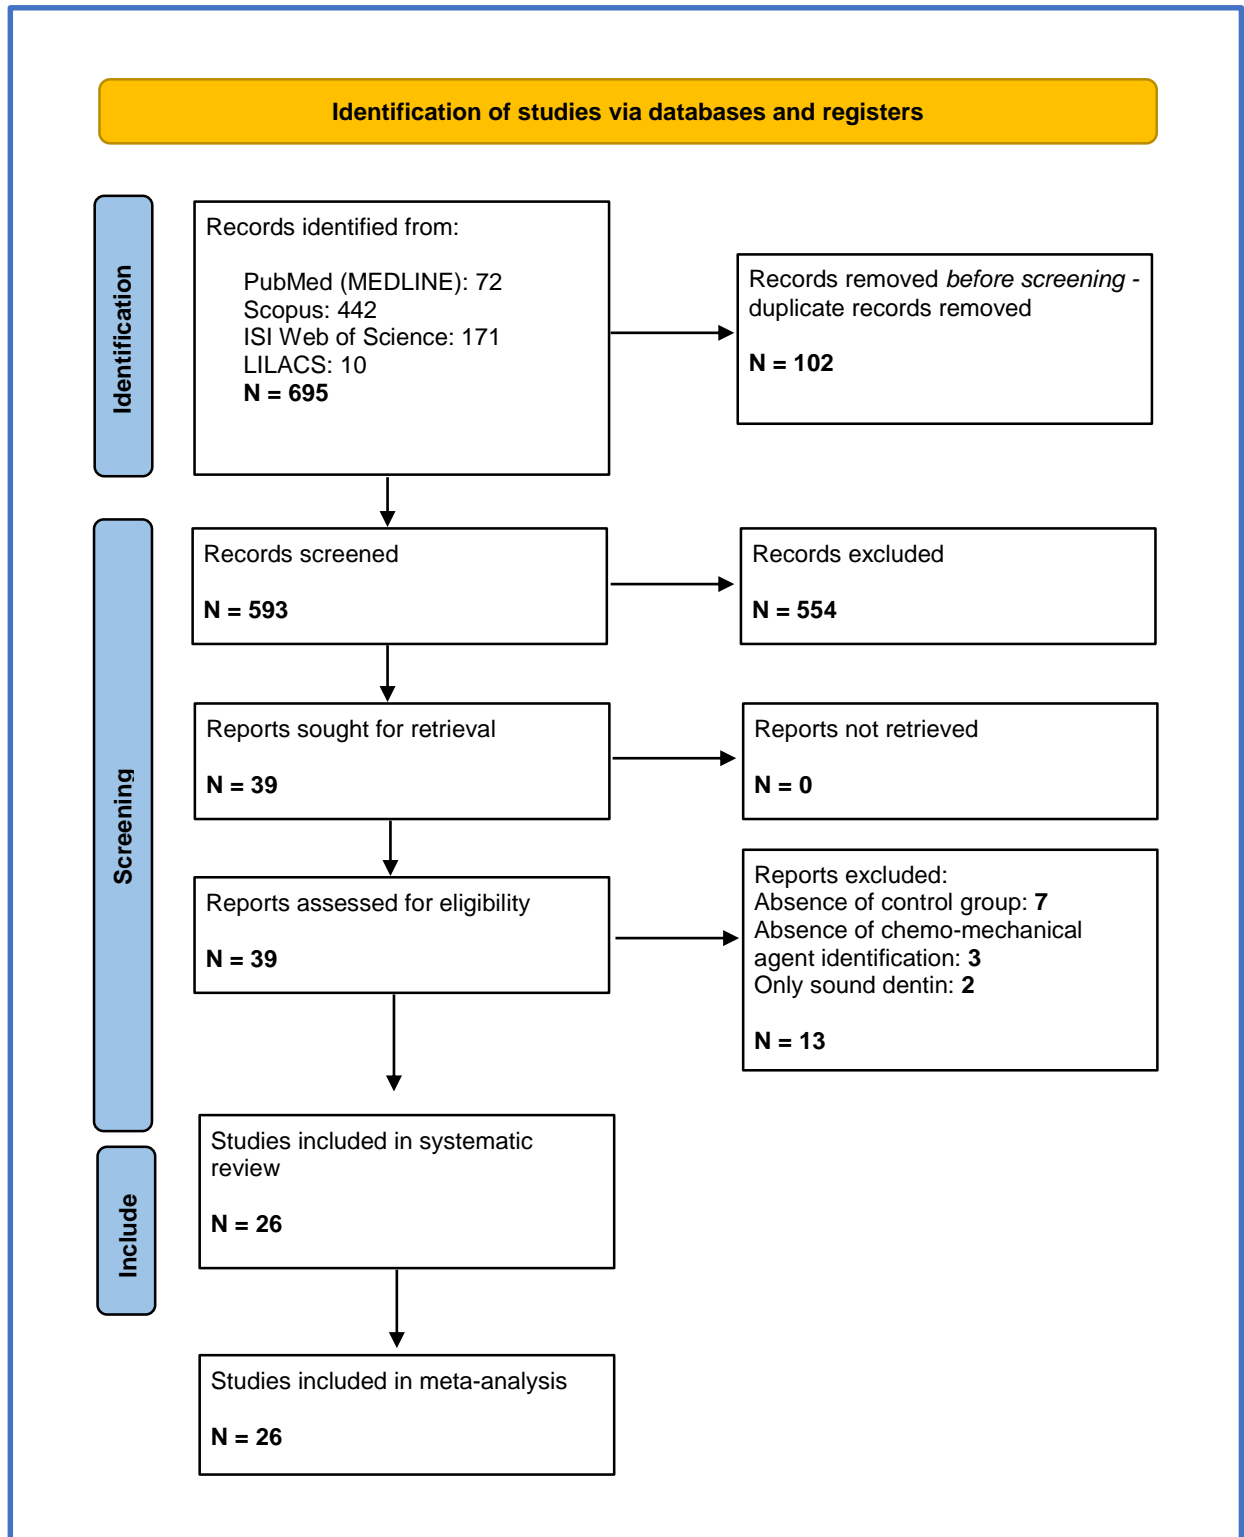 Identification of studies via databases and registers
Identification
Records identified from:
PubMed (MEDLINE): 72
Scopus: 442
ISI Web of Science: 171
LILACS: 10
N = 695
Records removed before screening -
duplicate records removed
N = 102
Screening
Records screened
N = 593
Records excluded
N = 554
Reports sought for retrieval
N = 39
Reports not retrieved
N = 0
Reports assessed for eligibility
N = 39
Reports excluded:
Absence of control group: 7
Absence of chemo-mechanical
agent identification: 3
Only sound dentin: 2
N = 13
Include
Studies included in systematic
review
N = 26
Studies included in meta-analysis
N = 26